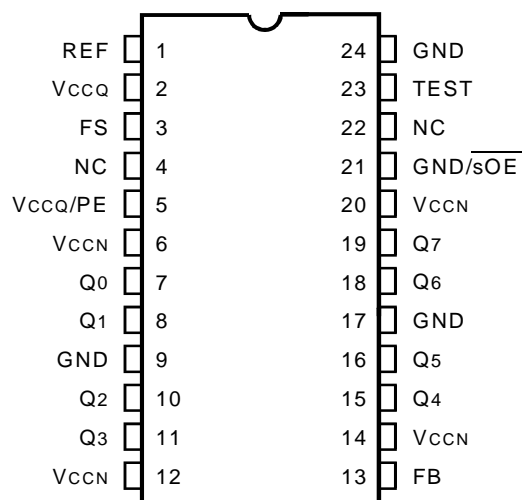 REF 1 24 GND
VCCQ 2 23 TEST
FS 3 22 NC
NC 4 21 GND/sOE
VCCQ/PE 5 20 VCCN
VCCN 6 19 Q7
Q0 7 18 Q6
Q1 8 17 GND
GND 9 16 Q5
Q2 10 15 Q4
Q3 11 14 VCCN
VCCN 12 13 FB